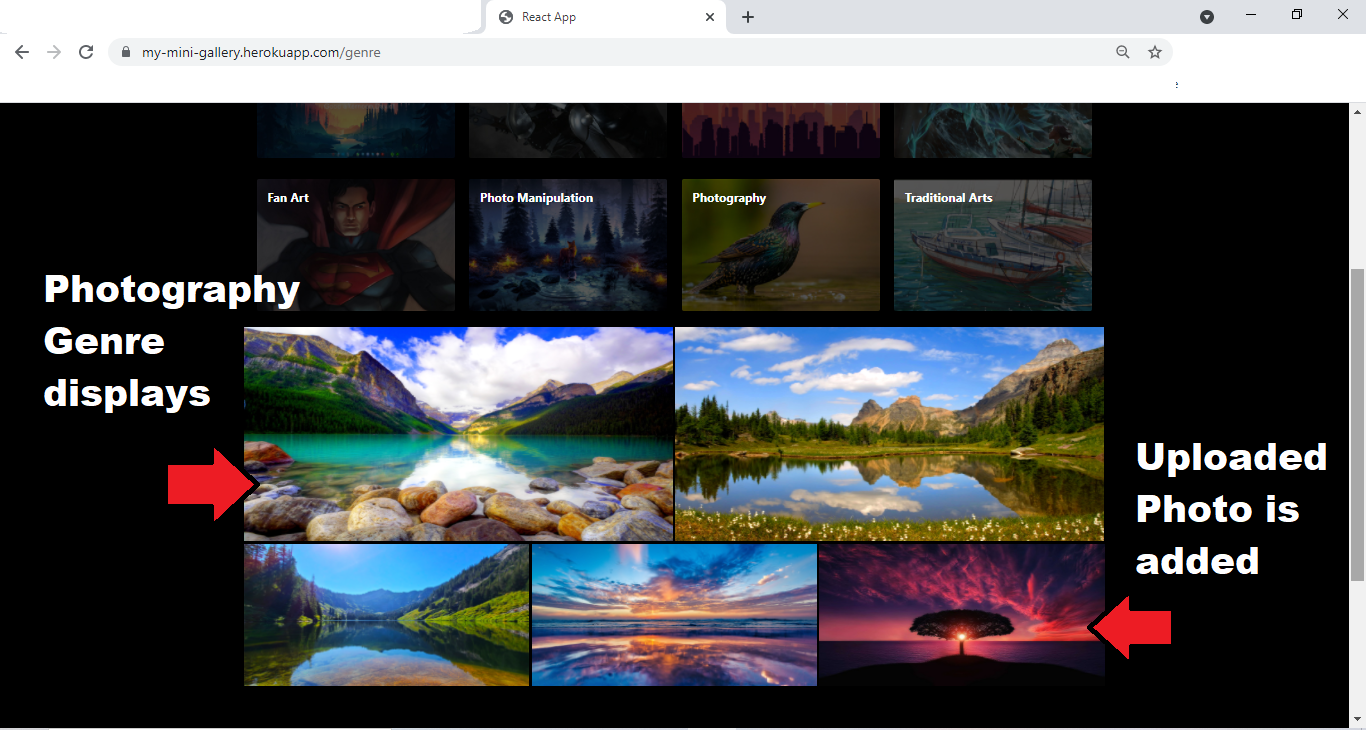 React App
my-mini-gallery.herokuapp.com/genre
Fan Art
Photo Manipulation
Photography
Traditional Arts
Photography
Genre
displays
Uploaded
Photo is
added